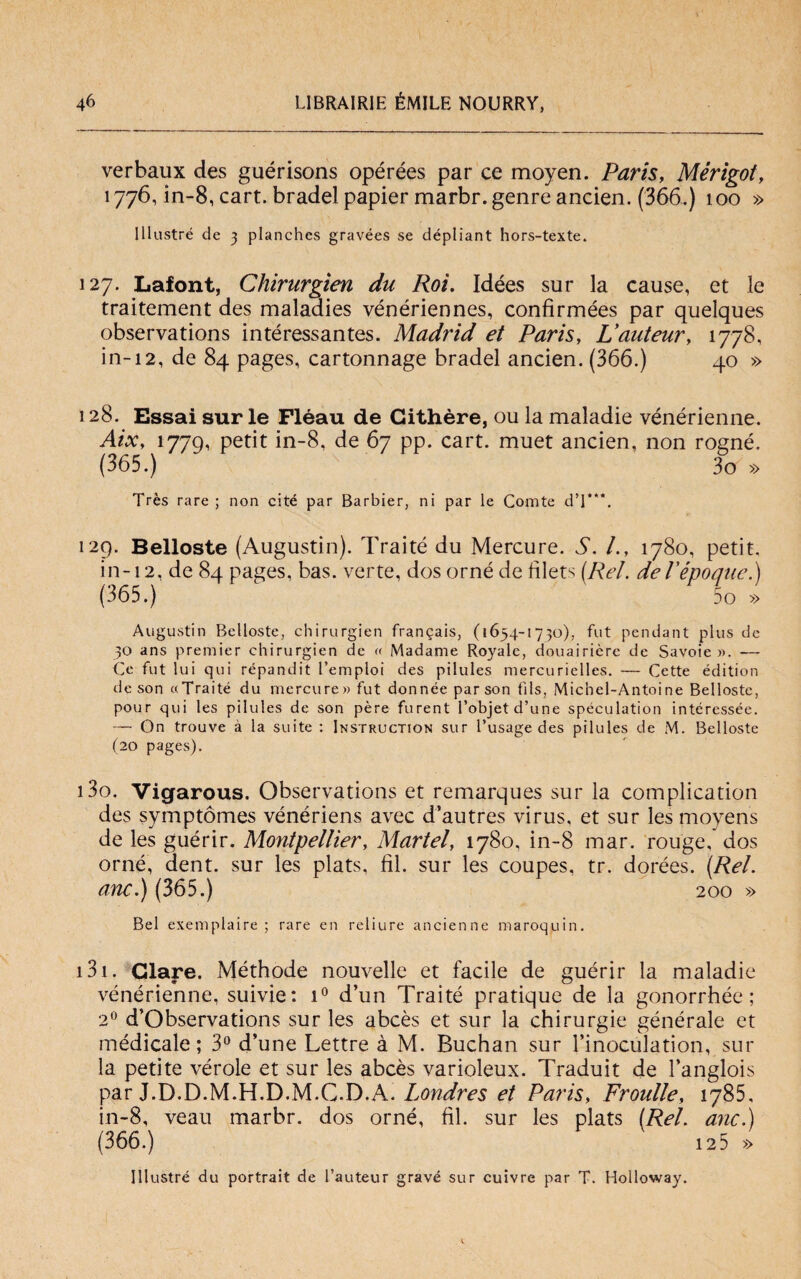 46 LIBRAIRIE ÉMILE NOURRY,
verbaux des guérisons opérées par ce moyen. Paris, Mérigot,
1776, in-8, cart. bradel papier marbr. genre ancien. (366.) 100 »
Illustré de 3 planches gravées se dépliant hors-texte.
127. Lafont, Chirurgien du Roi. Idées sur la cause, et le
traitement des maladies vénériennes, confirmées par quelques
observations intéressantes. Madrid et Paris, L'auteur, 1778,
in-12, de 84 pages, cartonnage bradel ancien. (366.) 40 »
128. Essai sur le Fléau de Cithère, ou la maladie vénérienne.
Aix, 1779, petit in-8, de 67 pp. cart. muet ancien, non rogné.
(365.) 30 »
Très rare ; non cité par Barbier, ni par le Comte d'I***.
129. Belloste (Augustin). Traité du Mercure. S. l., 1780, petit.
in-12, de 84 pages, bas. verte, dos orné de filets (Rel. de l'époque.)
(365.) 50 »
Augustin Belloste, chirurgien français, (1654-1730), fut pendant plus de
30 ans premier chirurgien de « Madame Royale, douairière de Savoie ». —
Ce fut lui qui répandit l'emploi des pilules mercurielles. — Cette édition
de son «Traité du mercure» fut donnée par son fils, Michel-Antoine Belloste,
pour qui les pilules de son père furent l'objet d'une spéculation intéressée.
— On trouve à la suite : Instruction sur l'usage des pilules de M. Belloste
(20 pages).
130. Vigarous. Observations et remarques sur la complication
des symptômes vénériens avec d'autres virus, et sur les moyens
de les guérir. Montpellier, Martel, 1780, in-8 mar. rouge, dos
orné, dent. sur les plats, fil. sur les coupes, tr. dorées. (Rel.
anc.) (365.) 200 »
Bel exemplaire ; rare en reliure ancienne maroquin.
131. Clare. Méthode nouvelle et facile de guérir la maladie
vénérienne, suivie: 1º d'un Traité pratique de la gonorrhée ;
2º d'Observations sur les abcès et sur la chirurgie générale et
médicale ; 3º d'une Lettre à M. Buchan sur l'inoculation, sur
la petite vérole et sur les abcès varioleux. Traduit de l'anglois
par J.D.D.M.H.D.M.C.D.A. Londres et Paris, Froulle, 1785,
in-8, veau marbr. dos orné, fil. sur les plats (Rel. anc.)
(366.) 125 »
Illustré du portrait de l'auteur gravé sur cuivre par T. Holloway.